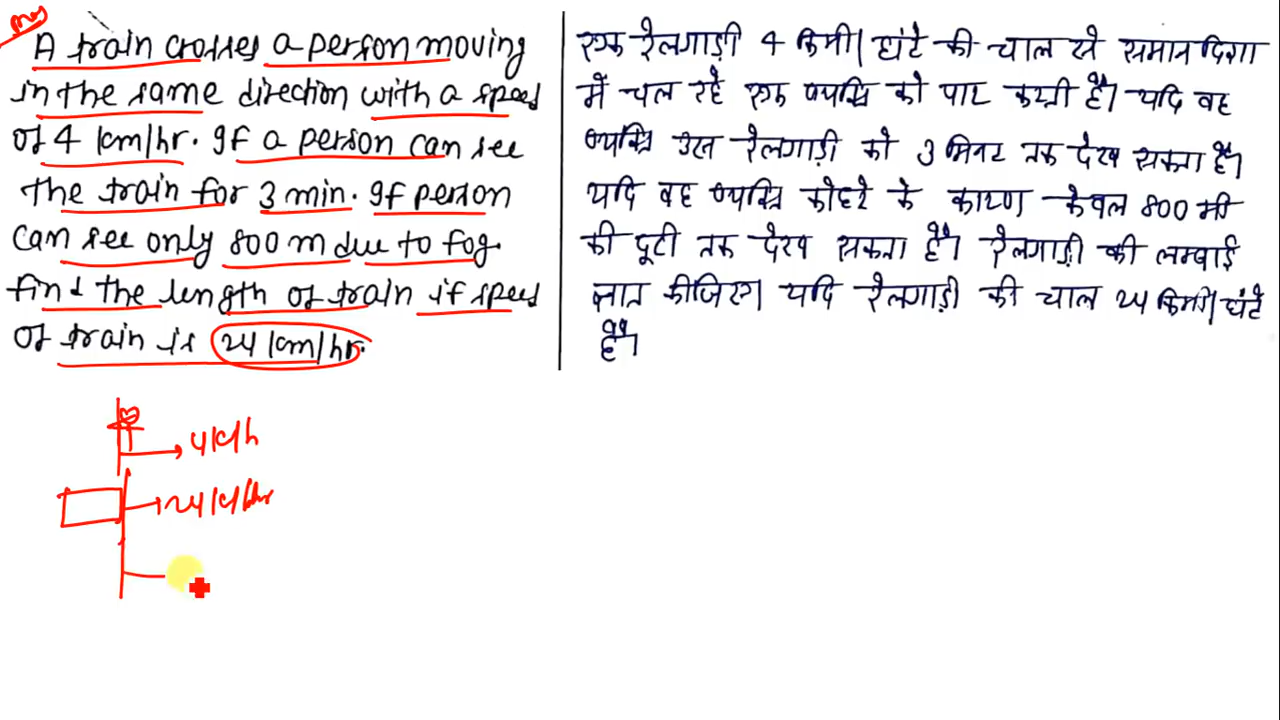 A train crosses a person moving
in the same direction with a speed
of 4 km/hr. If a person can see
the train for 3 min. If person
can see only 800 m due to fog.
find the length of train if speed
of train is 24 km/hr.
एक रेलगाड़ी 4 किमी/घंटे की चाल से समान दिशा
में चल रहे एक व्यक्ति को पार करती है। यदि वह
व्यक्ति उस रेलगाड़ी को 3 मिनट तक देख सकता है।
यदि वह व्यक्ति कोहरे के कारण केवल 800 मी
की दूरी तक देख सकता है। रेलगाड़ी की लम्बाई
ज्ञात कीजिए। यदि रेलगाड़ी की चाल 24 किमी/घंटे
है।
4k/h
24k/hr